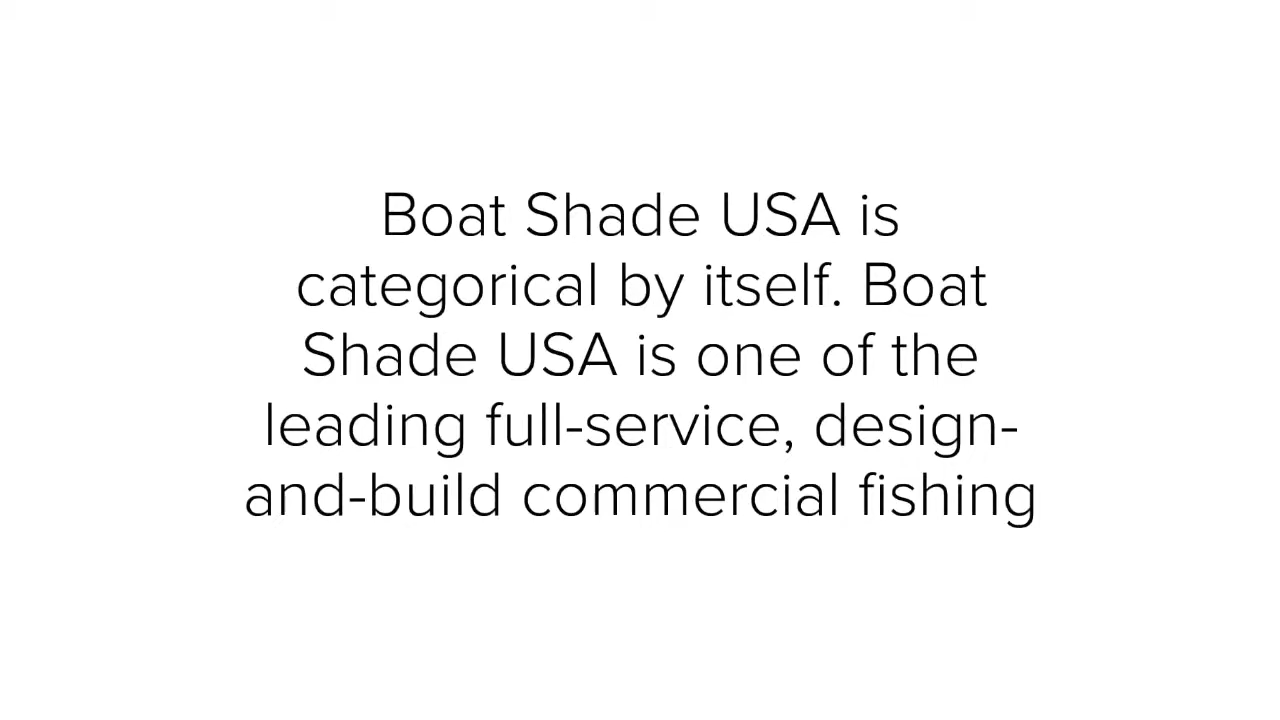 Boat Shade USA is
categorical by itself. Boat
Shade USA is one of the
leading full-service, design-
and-build commercial fishing